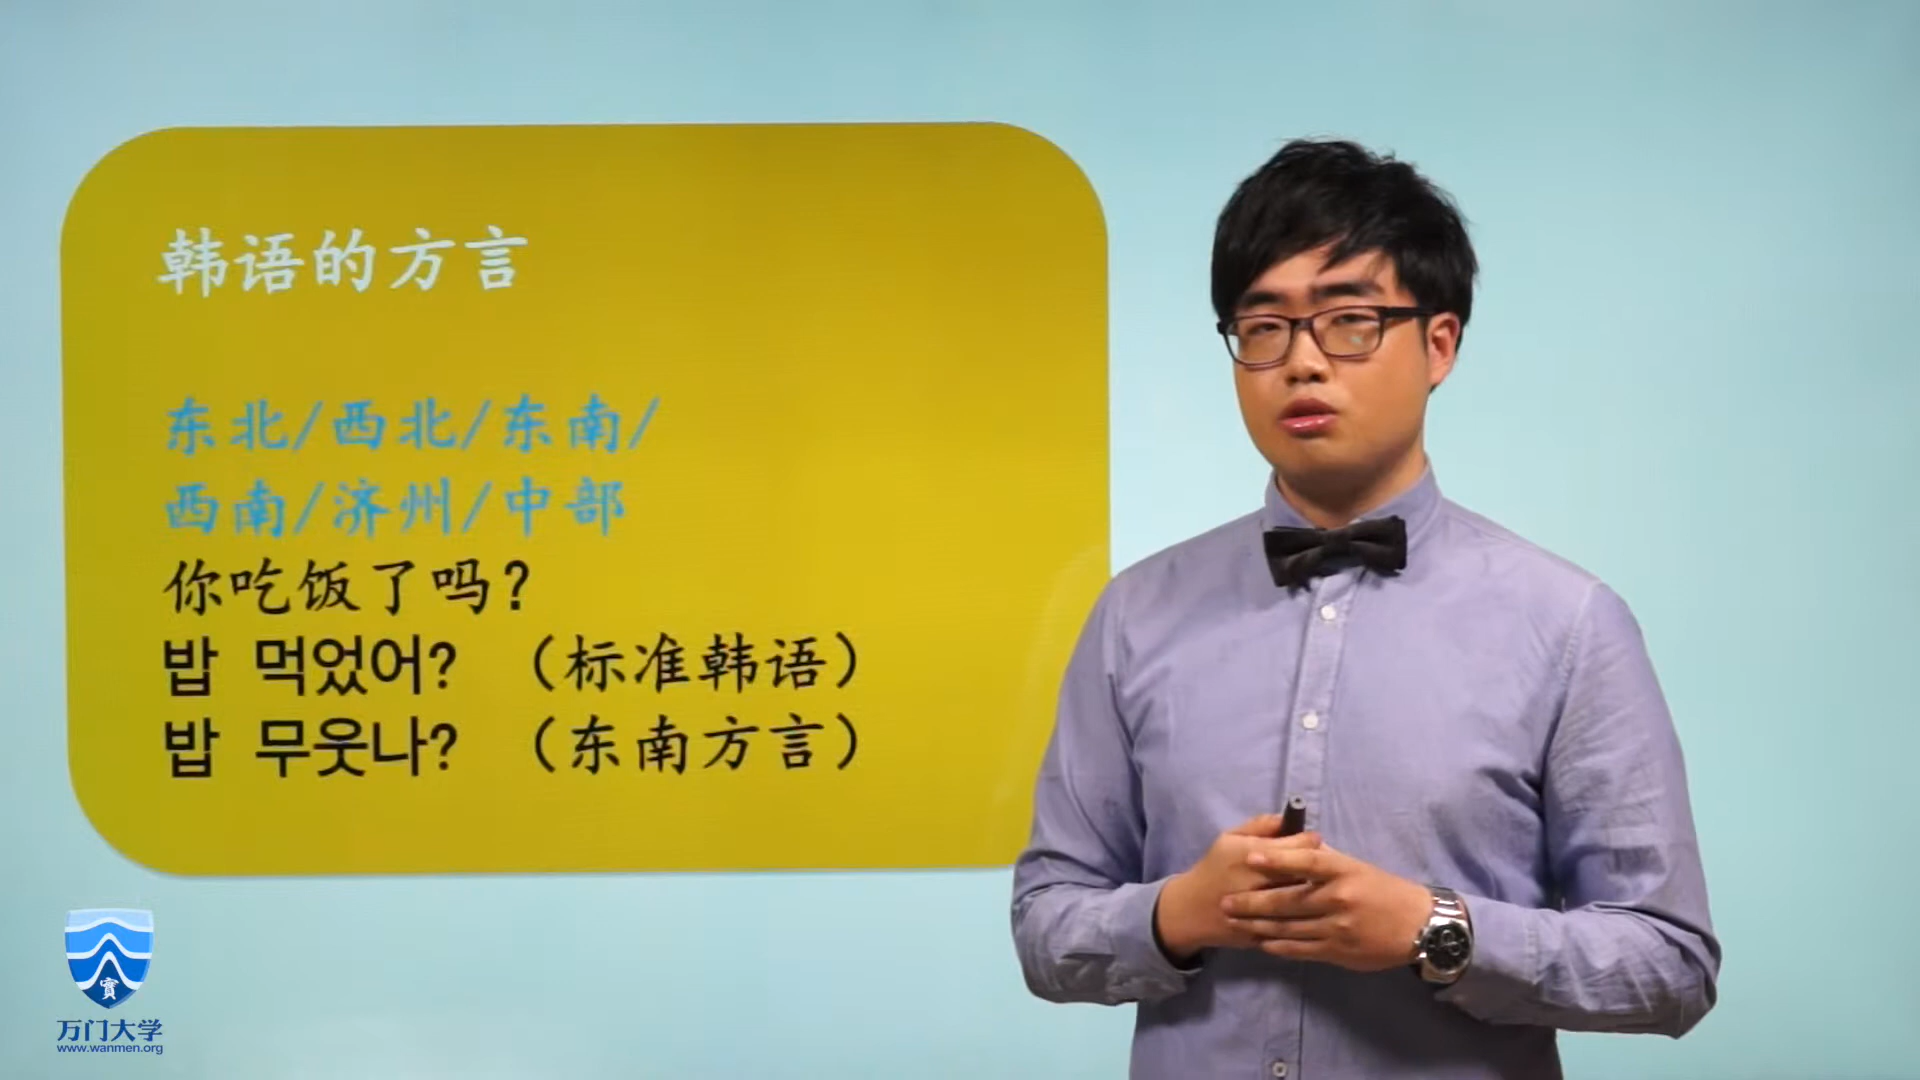 韩语的方言
东北/西北/东南/
西南/济州/中部
你吃饭了吗？
밥 먹었어? （标准韩语）
밥 무웃나? （东南方言）
實
万门大学
www.wanmen.org